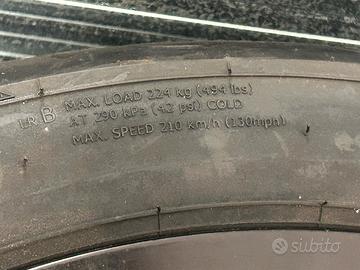 LR B MAX. LOAD 224 kg (494 lbs)
AT 290 kPa (42 psi) COLD
MAX. SPEED 210 km/h (130mph)
subito